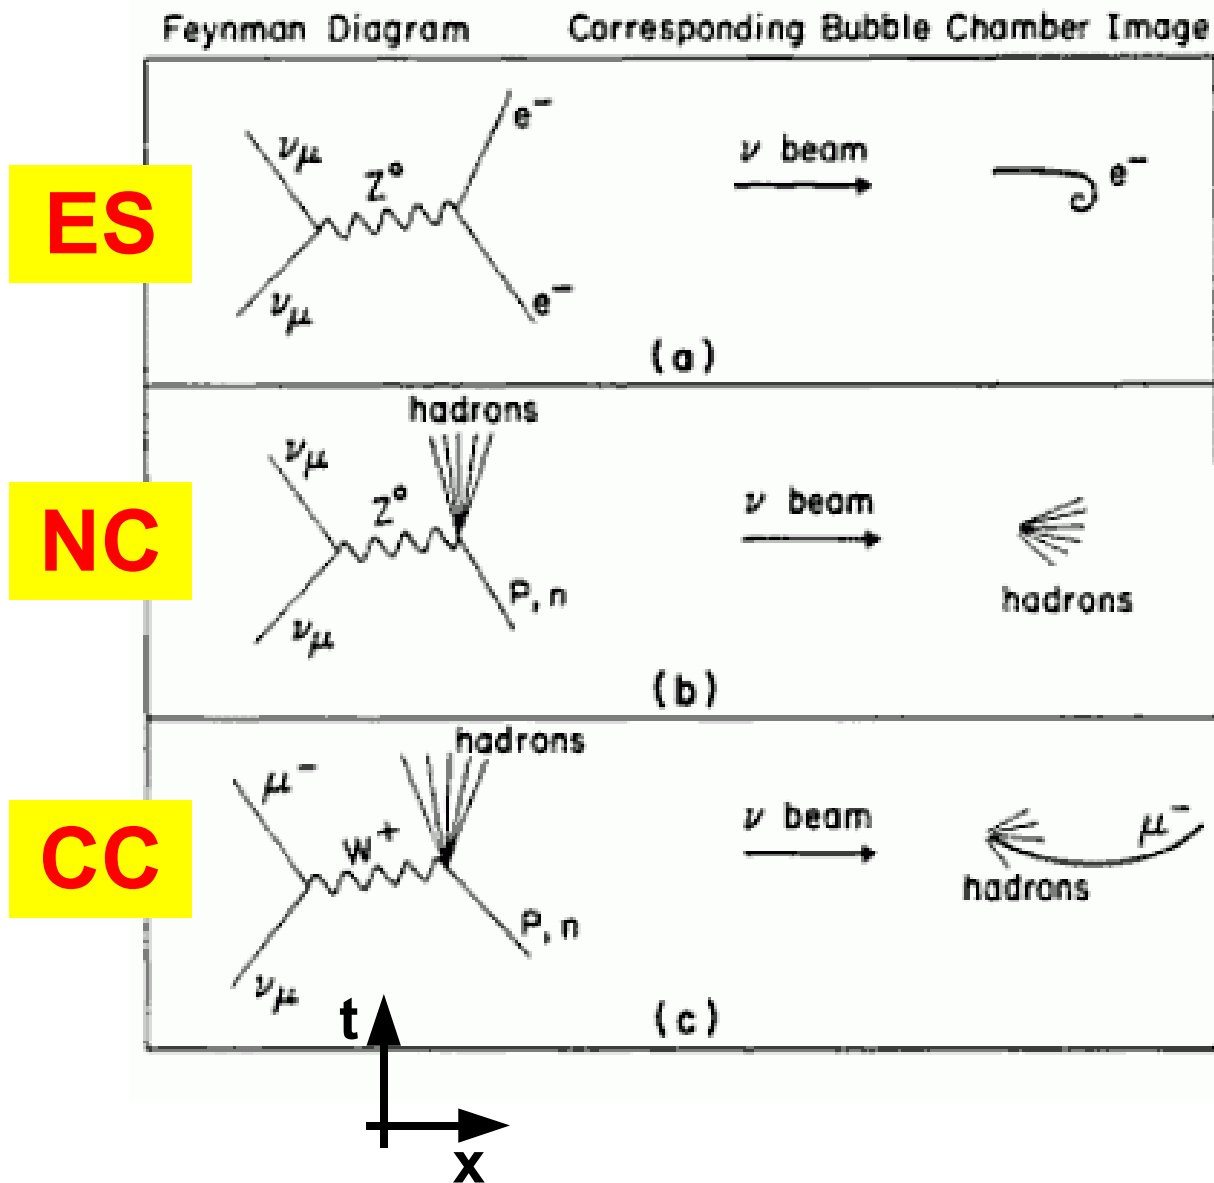 Feynman Diagram Corresponding Bubble Chamber Image
ES
νμ
Z°
e⁻
νμ
e⁻
ν beam
e⁻
(a)
NC
hadrons
νμ
Z°
P, n
νμ
ν beam
hadrons
(b)
CC
hadrons
μ⁻
W⁺
P, n
νμ
ν beam
μ⁻
hadrons
(c)
t
x